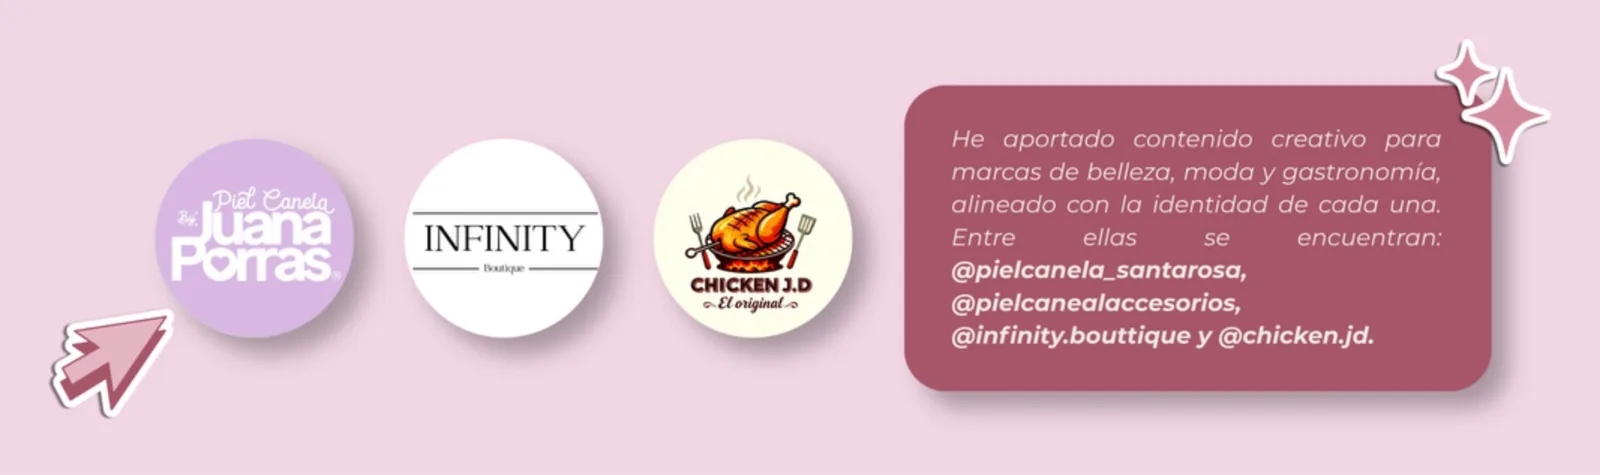 Piel Canela
By:
Juana
Porras®
INFINITY
Boutique
CHICKEN J.D
El original
He aportado contenido creativo para
marcas de belleza, moda y gastronomía,
alineado con la identidad de cada una.
Entre ellas se encuentran:
@pielcanela_santarosa,
@pielcanealaccesorios,
@infinity.bouttique y @chicken.jd.